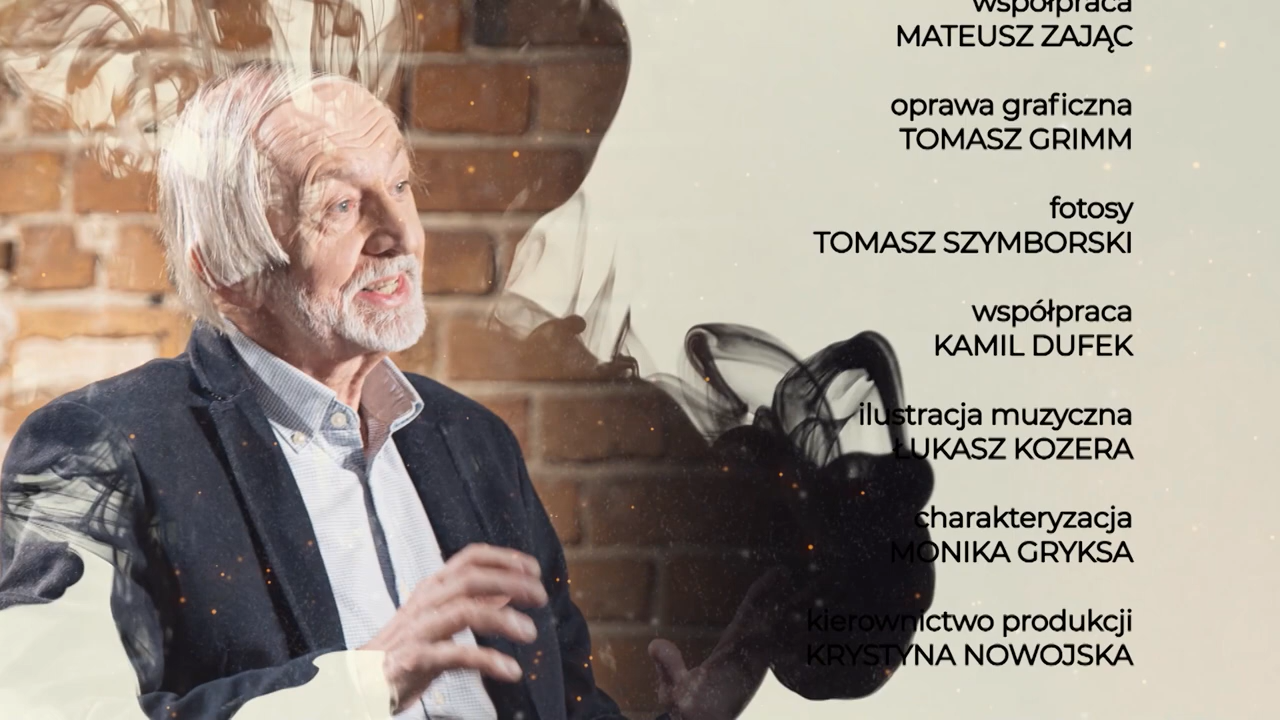 współpraca
MATEUSZ ZAJĄC
oprawa graficzna
TOMASZ GRIMM
fotosy
TOMASZ SZYMBORSKI
współpraca
KAMIL DUFEK
ilustracja muzyczna
ŁUKASZ KOZERA
charakteryzacja
MONIKA GRYKSA
kierownictwo produkcji
KRYSTYNA NOWOJSKA